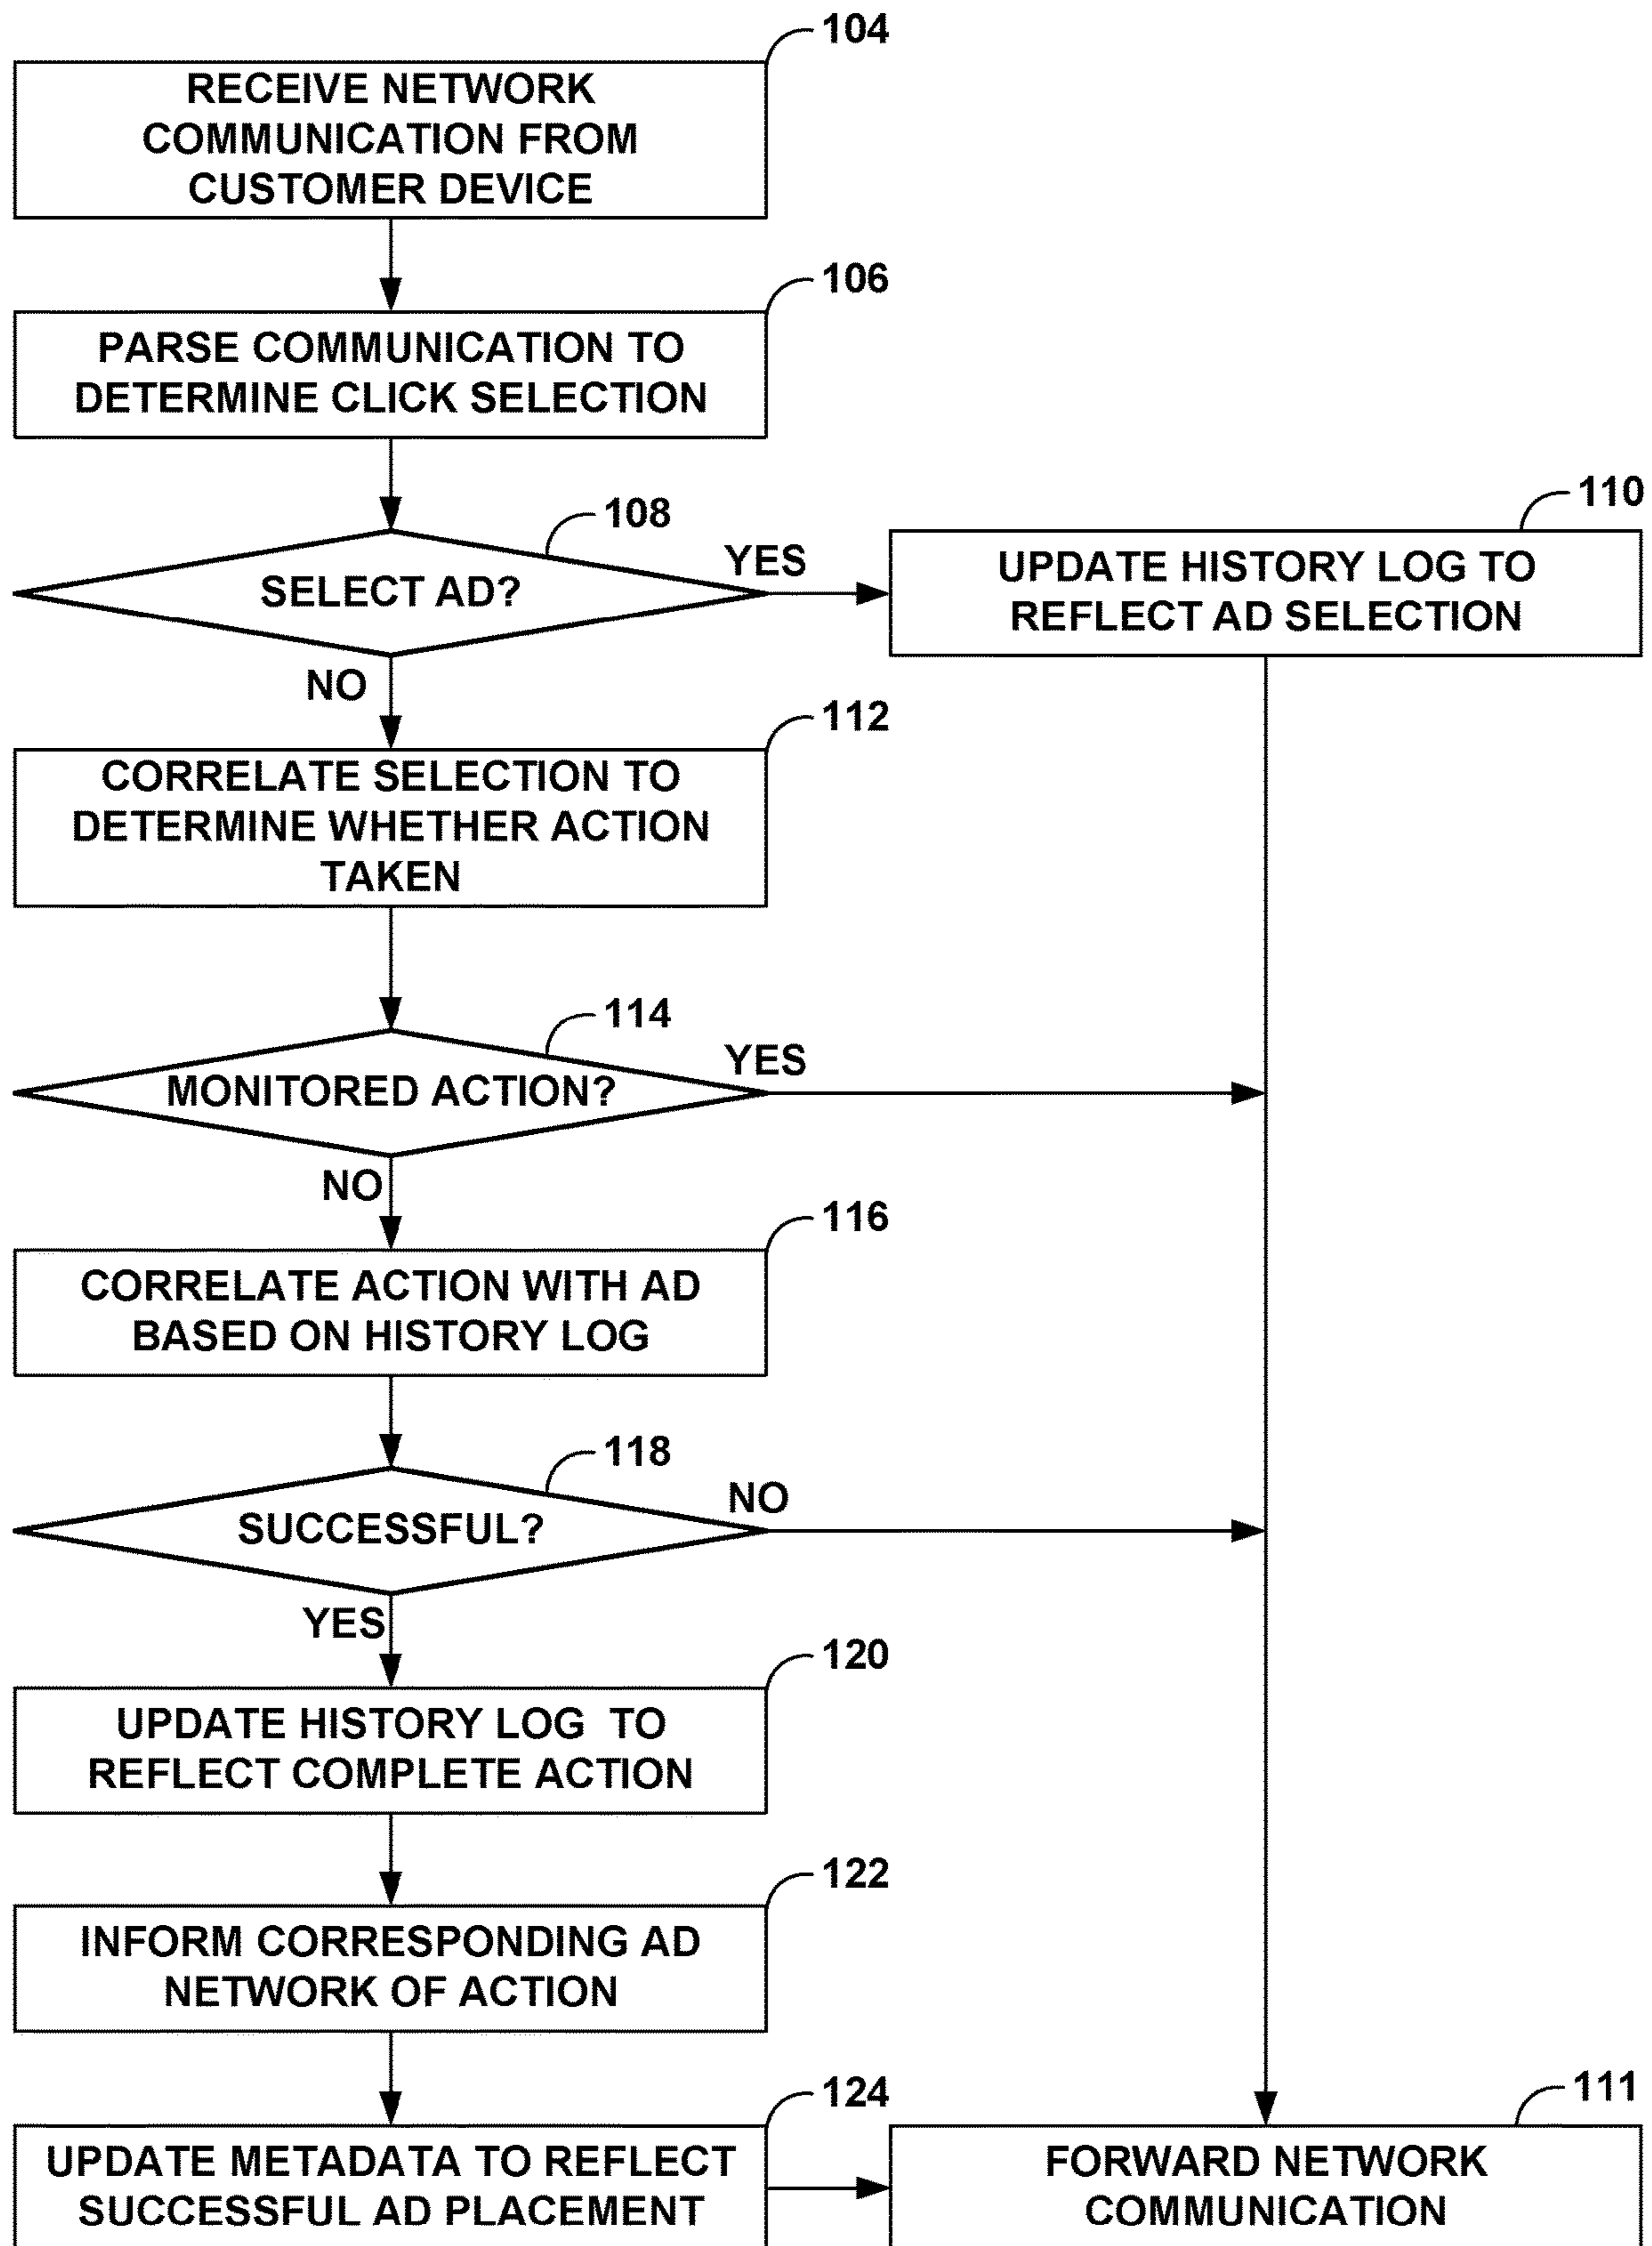 104
RECEIVE NETWORK
COMMUNICATION FROM
CUSTOMER DEVICE
106
PARSE COMMUNICATION TO
DETERMINE CLICK SELECTION
108
SELECT AD?
YES
110
UPDATE HISTORY LOG TO
REFLECT AD SELECTION
NO
112
CORRELATE SELECTION TO
DETERMINE WHETHER ACTION
TAKEN
114
MONITORED ACTION?
YES
NO
116
CORRELATE ACTION WITH AD
BASED ON HISTORY LOG
118
SUCCESSFUL?
NO
YES
120
UPDATE HISTORY LOG TO
REFLECT COMPLETE ACTION
122
INFORM CORRESPONDING AD
NETWORK OF ACTION
124
UPDATE METADATA TO REFLECT
SUCCESSFUL AD PLACEMENT
111
FORWARD NETWORK
COMMUNICATION